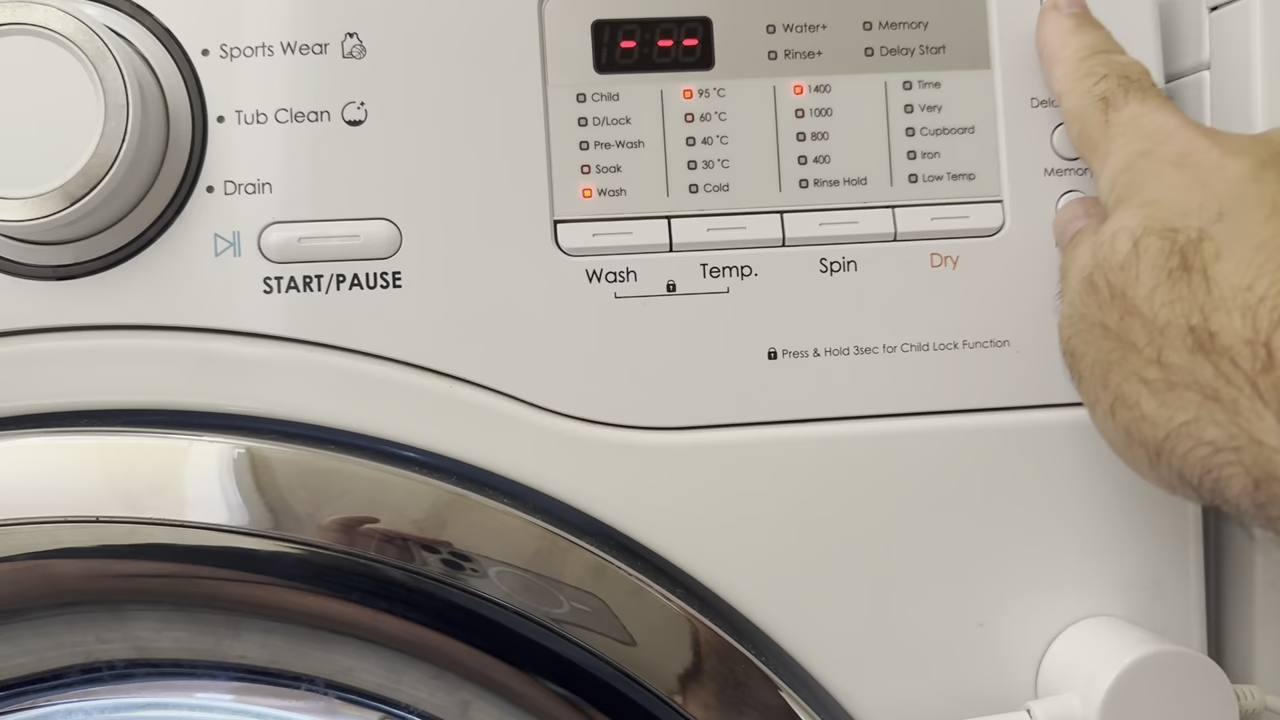 Sports Wear
Tub Clean
Drain
START/PAUSE
- --
Water+
Rinse+
Memory
Delay Start
Child
D/Lock
Pre-Wash
Soak
Wash
95˚C
60˚C
40˚C
30˚C
Cold
1400
1000
800
400
Rinse Hold
Time
Very
Cupboard
Iron
Low Temp
Wash
Temp.
Spin
Dry
Press & Hold 3sec for Child Lock Function
Memory